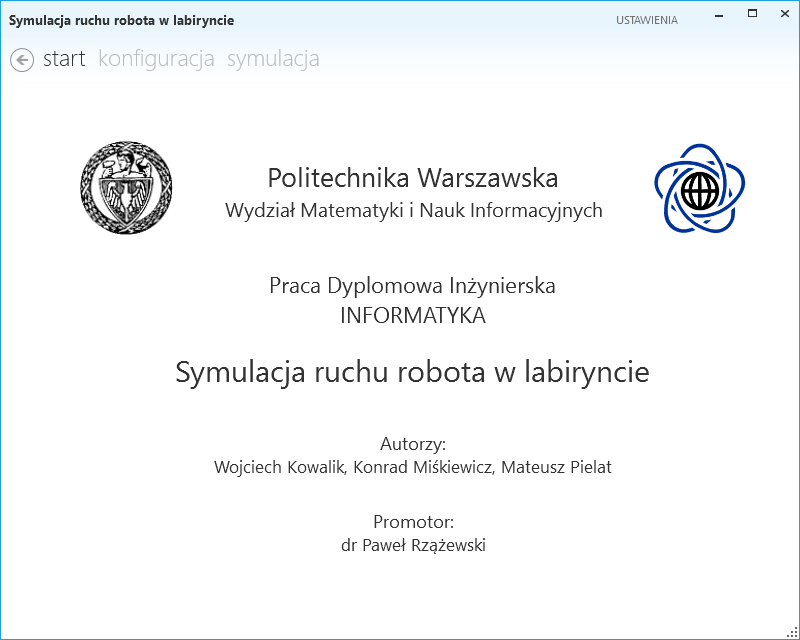 Symulacja ruchu robota w labiryncie
USTAWIENIA
start konfiguracja symulacja
Politechnika Warszawska
Wydział Matematyki i Nauk Informacyjnych
Praca Dyplomowa Inżynierska
INFORMATYKA
Symulacja ruchu robota w labiryncie
Autorzy:
Wojciech Kowalik, Konrad Miśkiewicz, Mateusz Pielat
Promotor:
dr Paweł Rzążewski